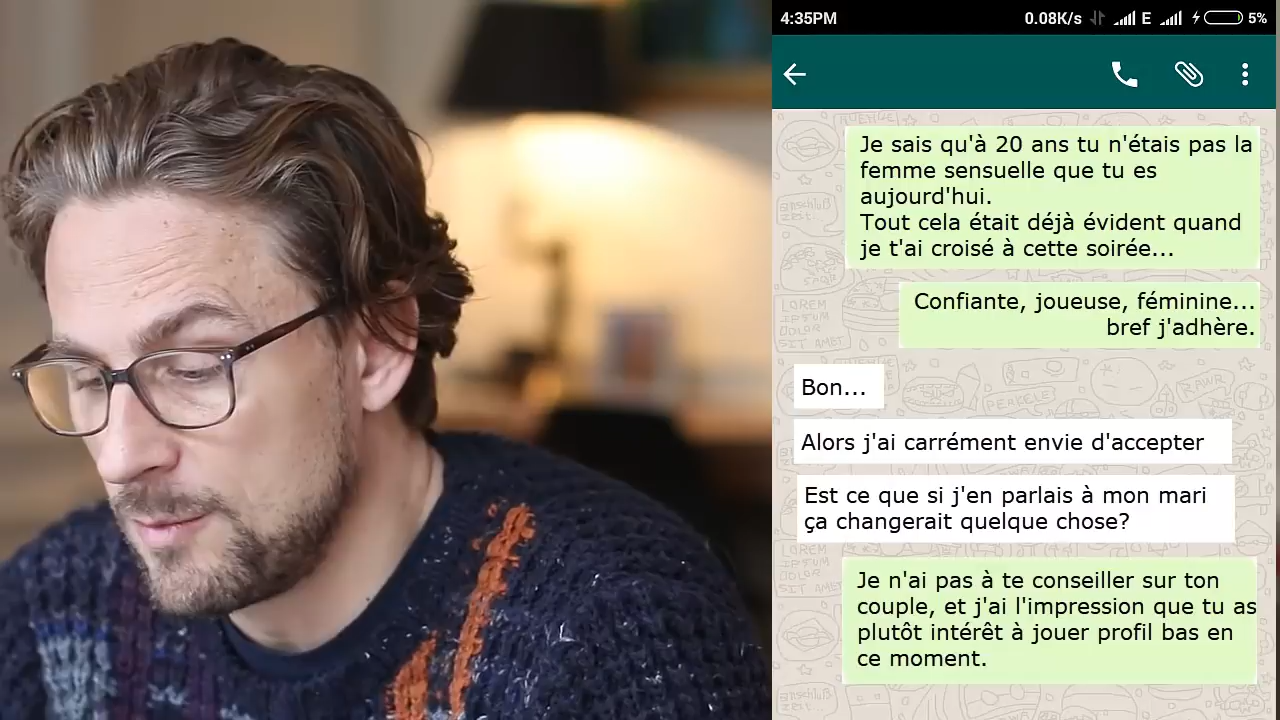 4:35PM 0.08K/s E 5%
Je sais qu'à 20 ans tu n'étais pas la
femme sensuelle que tu es
aujourd'hui.
Tout cela était déjà évident quand
je t'ai croisé à cette soirée...
Confiante, joueuse, féminine...
bref j'adhère.
Bon...
Alors j'ai carrément envie d'accepter
Est ce que si j'en parlais à mon mari
ça changerait quelque chose?
Je n'ai pas à te conseiller sur ton
couple, et j'ai l'impression que tu as
plutôt intérêt à jouer profil bas en
ce moment.